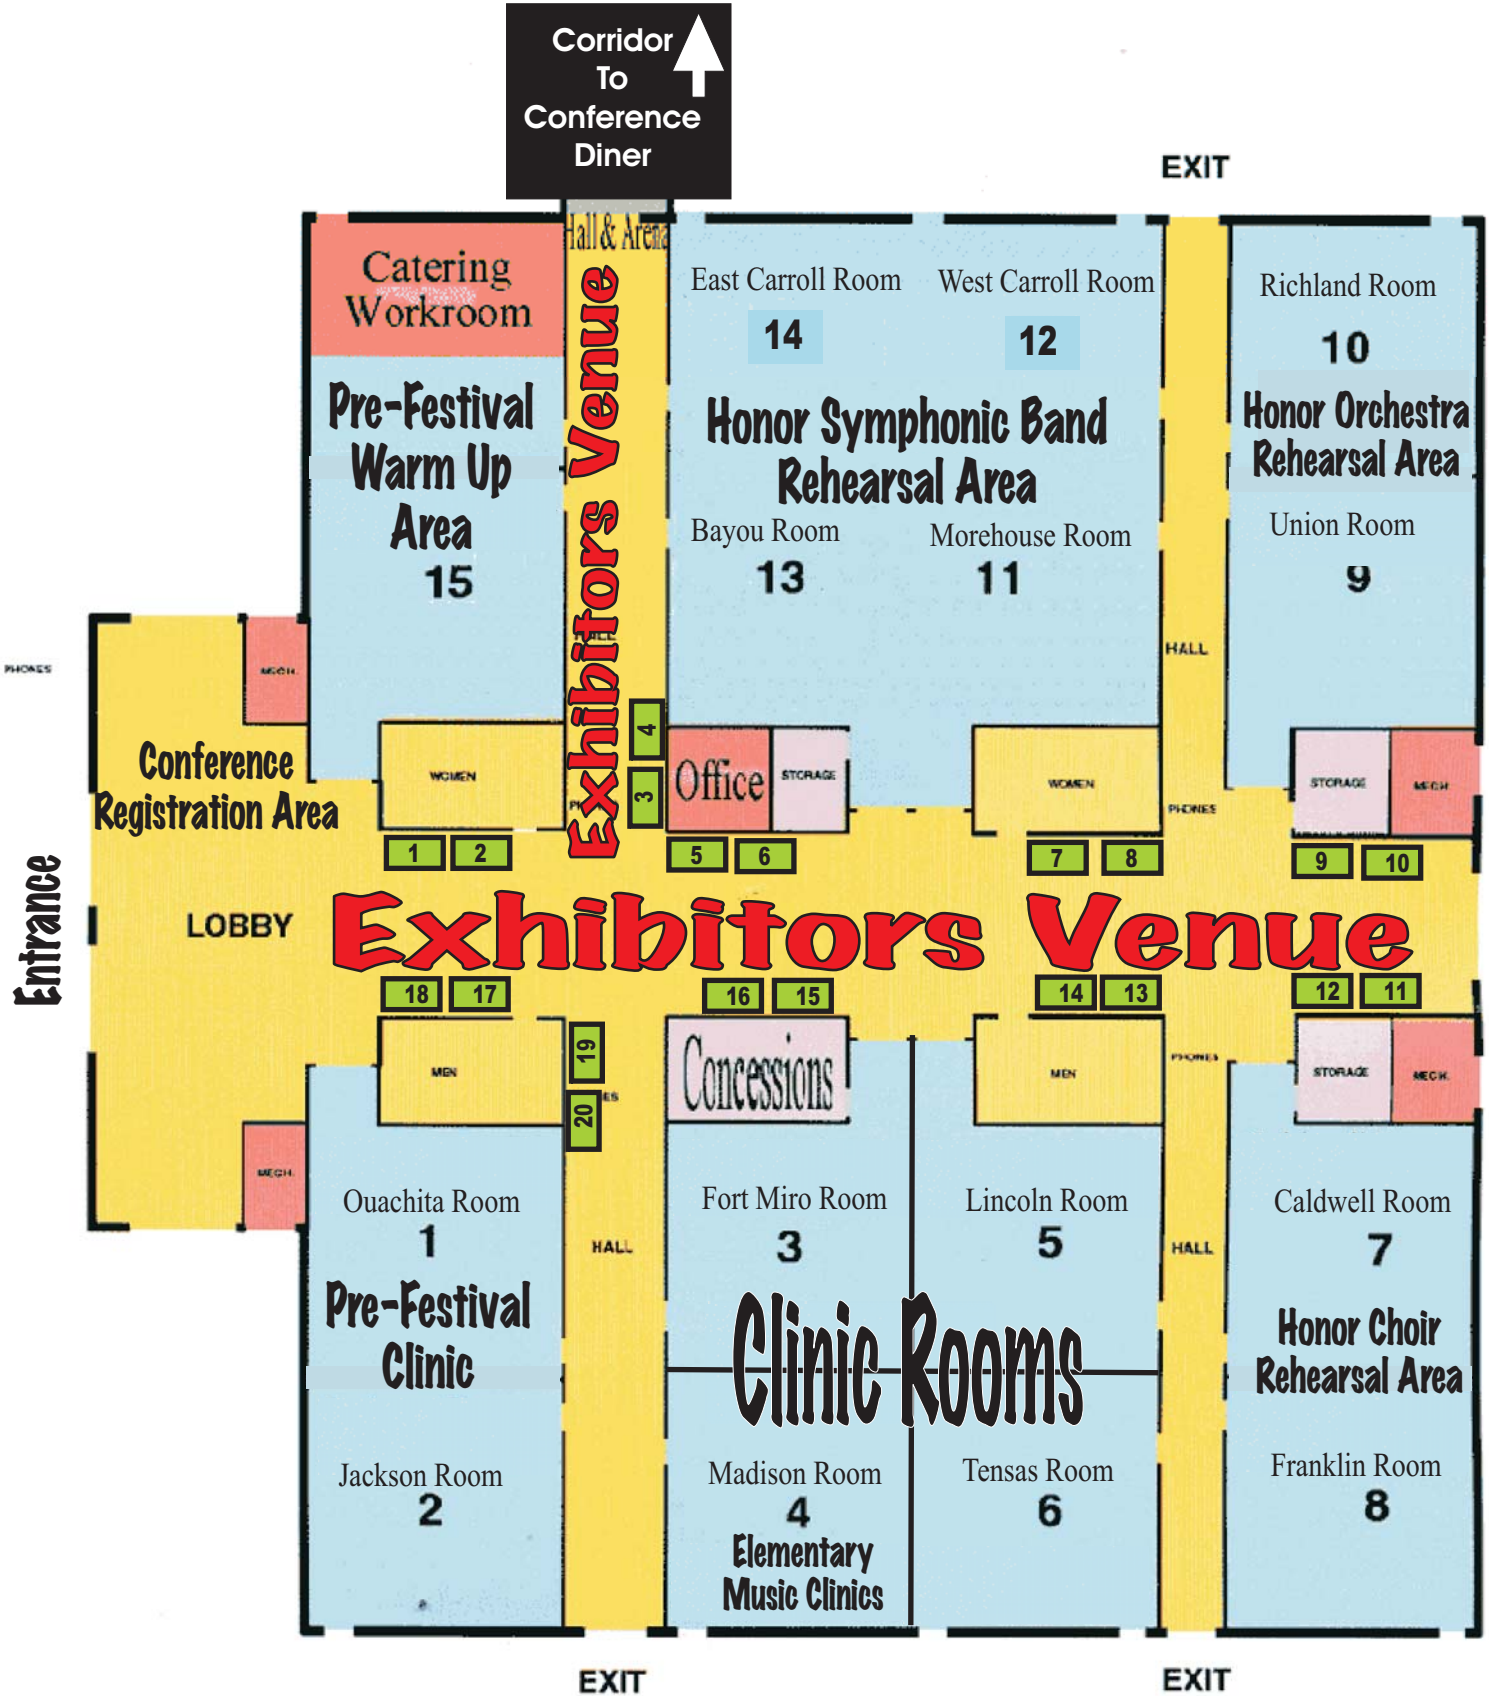 Corridor
To
Conference
Diner
EXIT
Hall & Arena
Catering
Workroom
East Carroll Room
West Carroll Room
Richland Room
14
12
10
Pre-Festival
Warm Up
Area
15
Exhibitors Venue
Honor Symphonic Band
Rehearsal Area
Honor Orchestra
Rehearsal Area
Bayou Room
Morehouse Room
Union Room
13
11
9
HALL
PHONES
MECH.
Conference
Registration Area
WOMEN
4
3
Office
STORAGE
WOMEN
PHONES
STORAGE
MECH.
1
2
5
6
7
8
9
10
Entrance
LOBBY
Exhibitors Venue
18
17
16
15
14
13
12
11
MEN
19
20
Concessions
MEN
PHONES
STORAGE
MECH.
MECH.
Ouachita Room
1
Fort Miro Room
3
Lincoln Room
5
Caldwell Room
7
HALL
HALL
Pre-Festival
Clinic
Clinic Rooms
Honor Choir
Rehearsal Area
Jackson Room
2
Madison Room
4
Tensas Room
6
Franklin Room
8
Elementary
Music Clinics
EXIT
EXIT